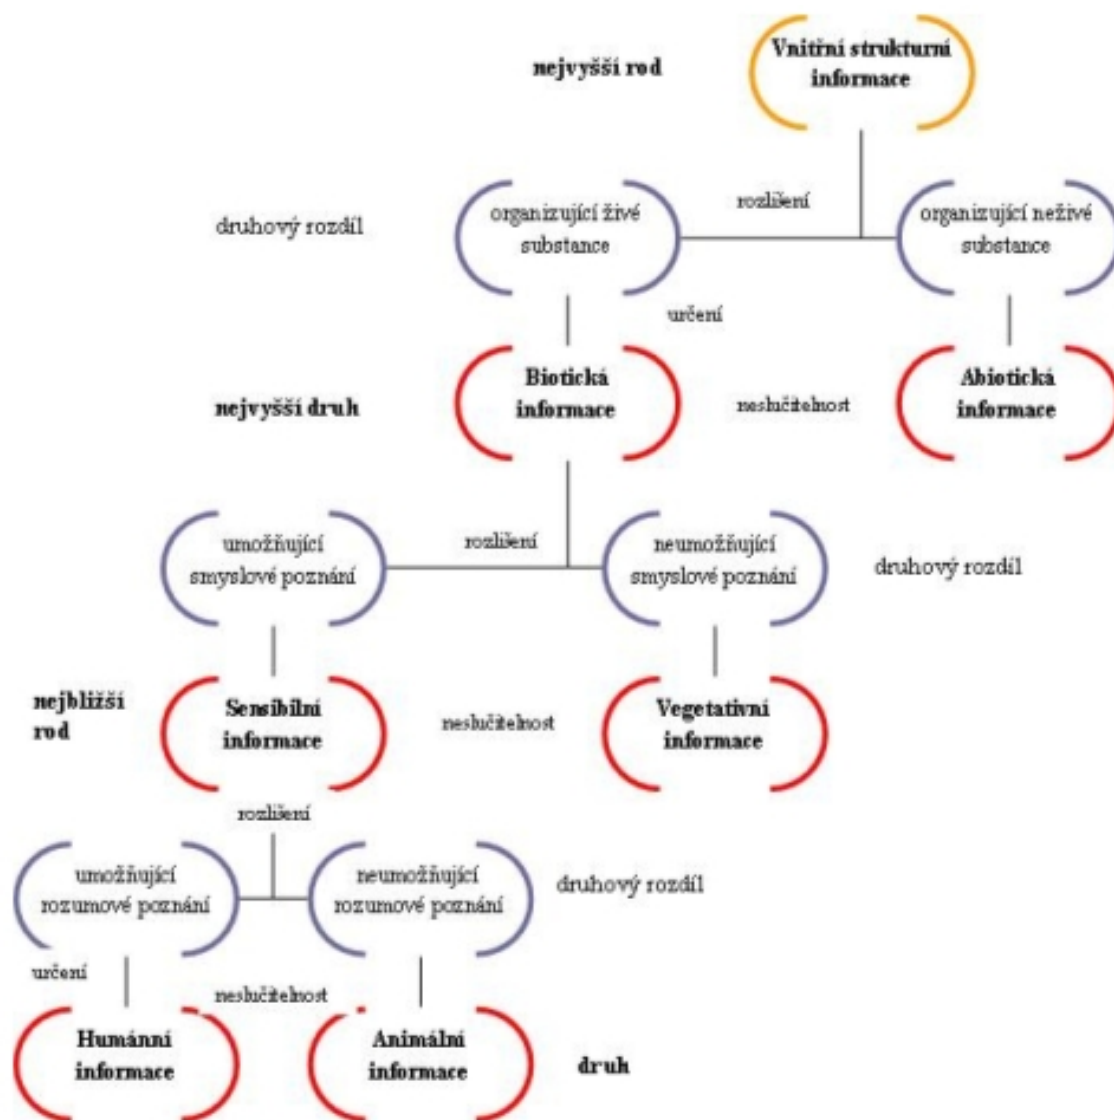 nejvyšší rod
Vnitřní strukturní
informace
druhový rozdíl
organizující živé
substance
rozlišení
organizující neživé
substance
určení
nejvyšší druh
Biotická
informace
neslučitelnost
Abiotická
informace
umožňující
smyslové poznání
rozlišení
neumožňující
smyslové poznání
druhový rozdíl
nejbližší
rod
Sensibilní
informace
neslučitelnost
Vegetativní
informace
rozlišení
umožňující
rozumové poznání
neumožňující
rozumové poznání
druhový rozdíl
určení
neslučitelnost
Humánní
informace
Animální
informace
druh